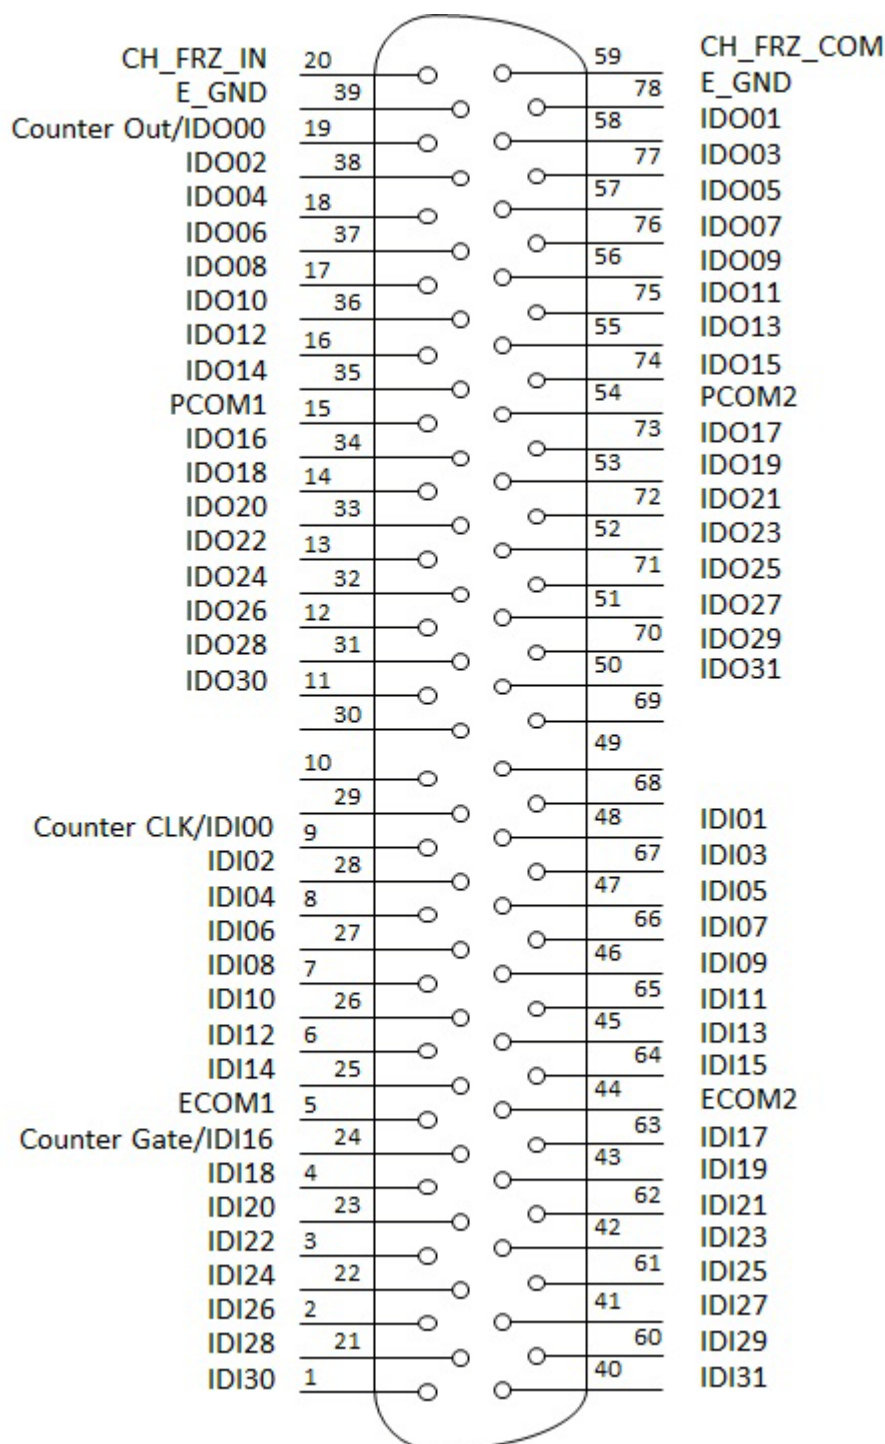 CH_FRZ_IN 20 59 CH_FRZ_COM
E_GND 39 78 E_GND
Counter Out/IDO00 19 58 IDO01
IDO02 38 77 IDO03
IDO04 18 57 IDO05
IDO06 37 76 IDO07
IDO08 17 56 IDO09
IDO10 36 75 IDO11
IDO12 16 55 IDO13
IDO14 35 74 IDO15
PCOM1 15 54 PCOM2
IDO16 34 73 IDO17
IDO18 14 53 IDO19
IDO20 33 72 IDO21
IDO22 13 52 IDO23
IDO24 32 71 IDO25
IDO26 12 51 IDO27
IDO28 31 70 IDO29
IDO30 11 50 IDO31
30 69
10 49
29 68
Counter CLK/IDI00 9 48 IDI01
IDI02 28 67 IDI03
IDI04 8 47 IDI05
IDI06 27 66 IDI07
IDI08 7 46 IDI09
IDI10 26 65 IDI11
IDI12 6 45 IDI13
IDI14 25 64 IDI15
ECOM1 5 44 ECOM2
Counter Gate/IDI16 24 63 IDI17
IDI18 4 43 IDI19
IDI20 23 62 IDI21
IDI22 3 42 IDI23
IDI24 22 61 IDI25
IDI26 2 41 IDI27
IDI28 21 60 IDI29
IDI30 1 40 IDI31